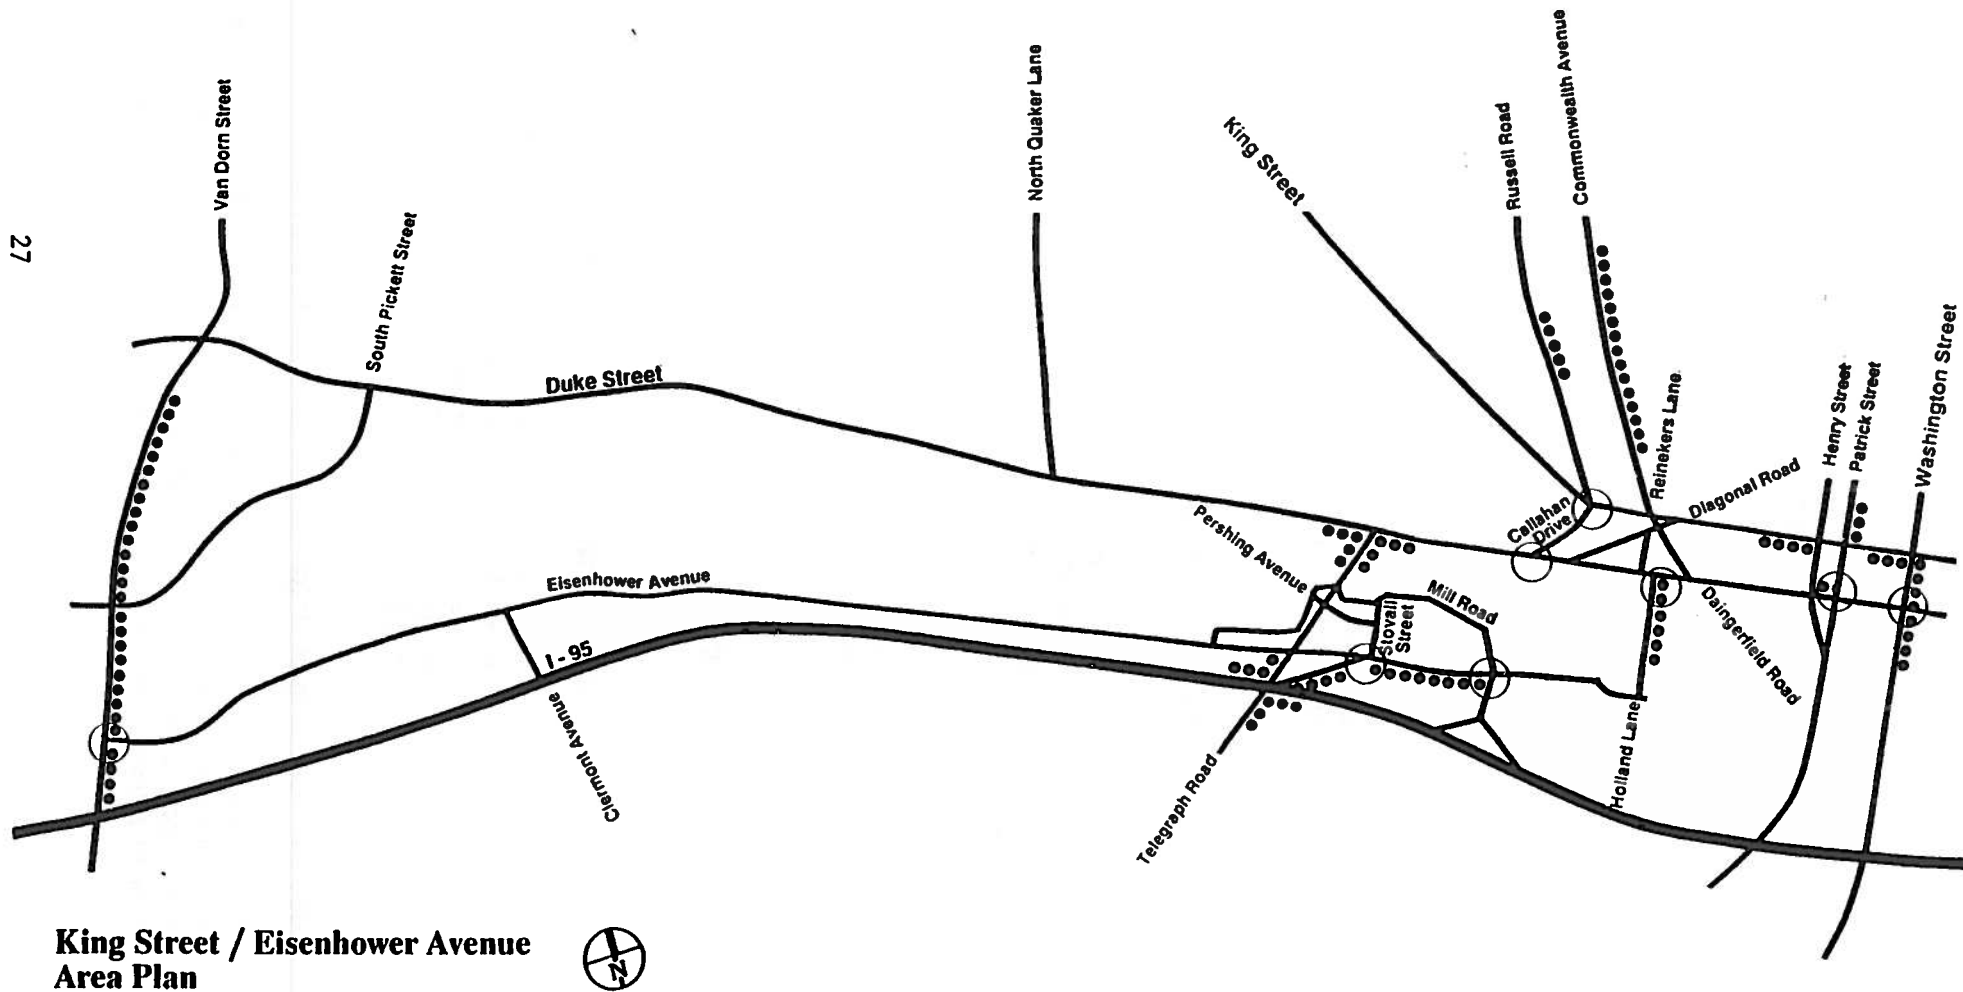 Van Dorn Street
South Pickett Street
North Quaker Lane
King Street
Russell Road
Commonwealth Avenue
27
Duke Street
Reinekers Lane
Diagonal Road
Henry Street
Patrick Street
Washington Street
Callahan
Drive
Pershing Avenue
Eisenhower Avenue
Mill Road
Stovall
Street
Daingerfield Road
I-95
Clermont Avenue
Telegraph Road
Holland Lane
King Street / Eisenhower Avenue
Area Plan
N